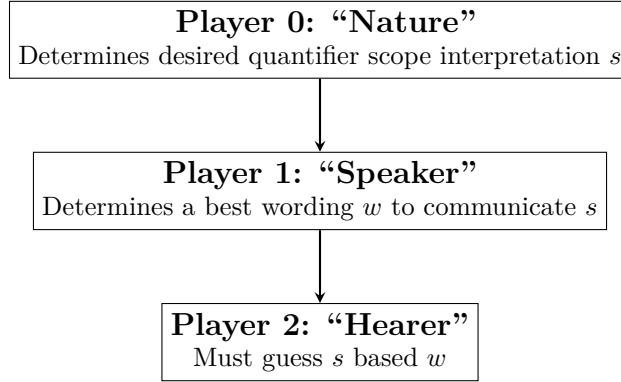 Player 0: “Nature”
Determines desired quantifier scope interpretation s
Player 1: “Speaker”
Determines a best wording w to communicate s
Player 2: “Hearer”
Must guess s based w